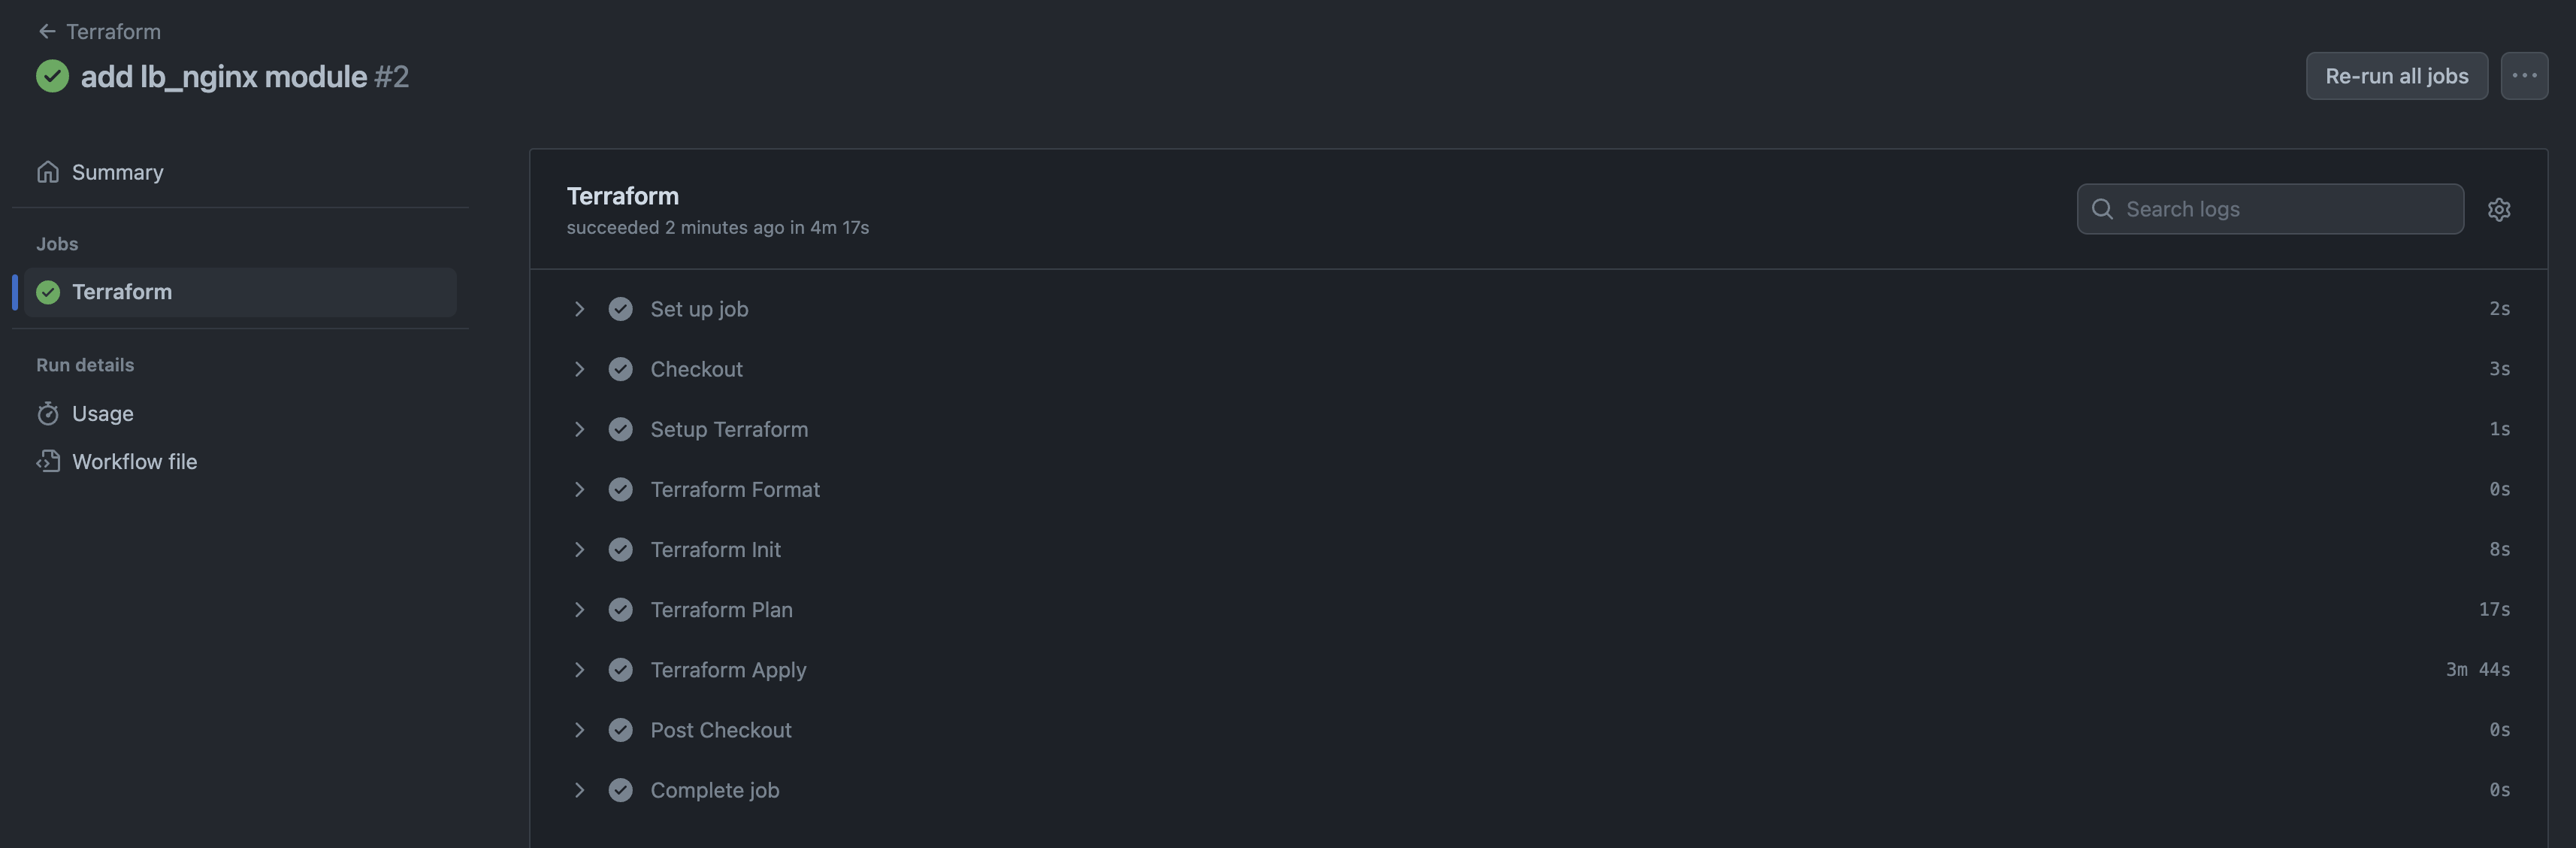 Terraform
add lb_nginx module #2
Re-run all jobs
Summary
Jobs
Terraform
Run details
Usage
Workflow file
Terraform
succeeded 2 minutes ago in 4m 17s
Search logs
Set up job 2s
Checkout 3s
Setup Terraform 1s
Terraform Format 0s
Terraform Init 8s
Terraform Plan 17s
Terraform Apply 3m 44s
Post Checkout 0s
Complete job 0s